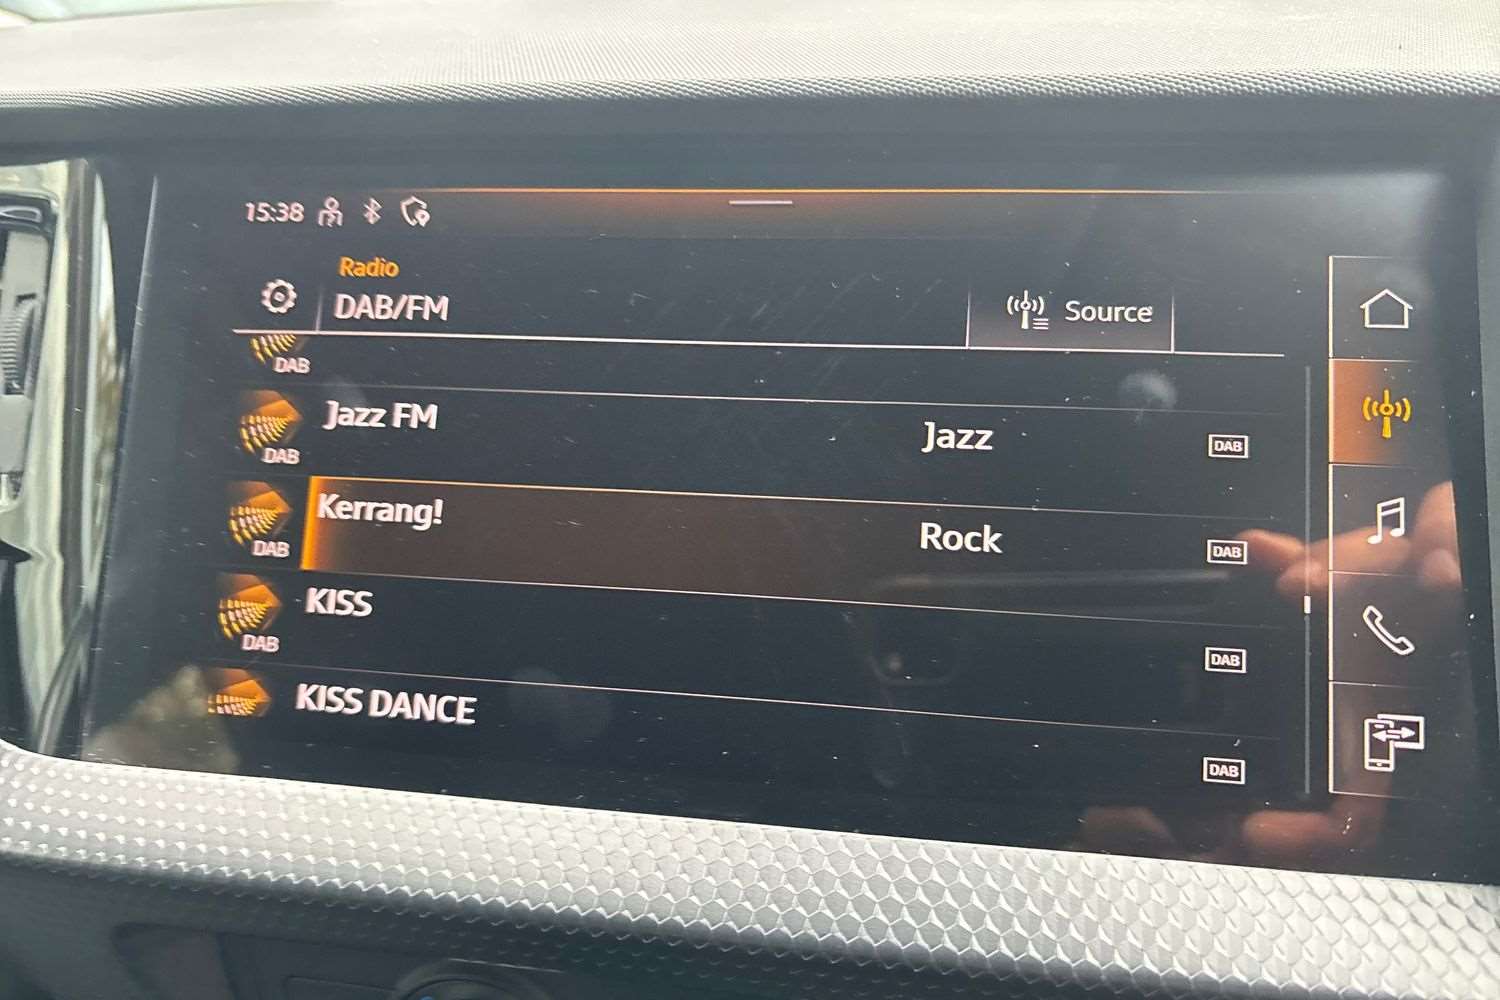 15:38
Radio
DAB/FM
Source
DAB
Jazz FM
Jazz
DAB
DAB
Kerrang!
Rock
DAB
DAB
KISS
DAB
DAB
KISS DANCE
DAB